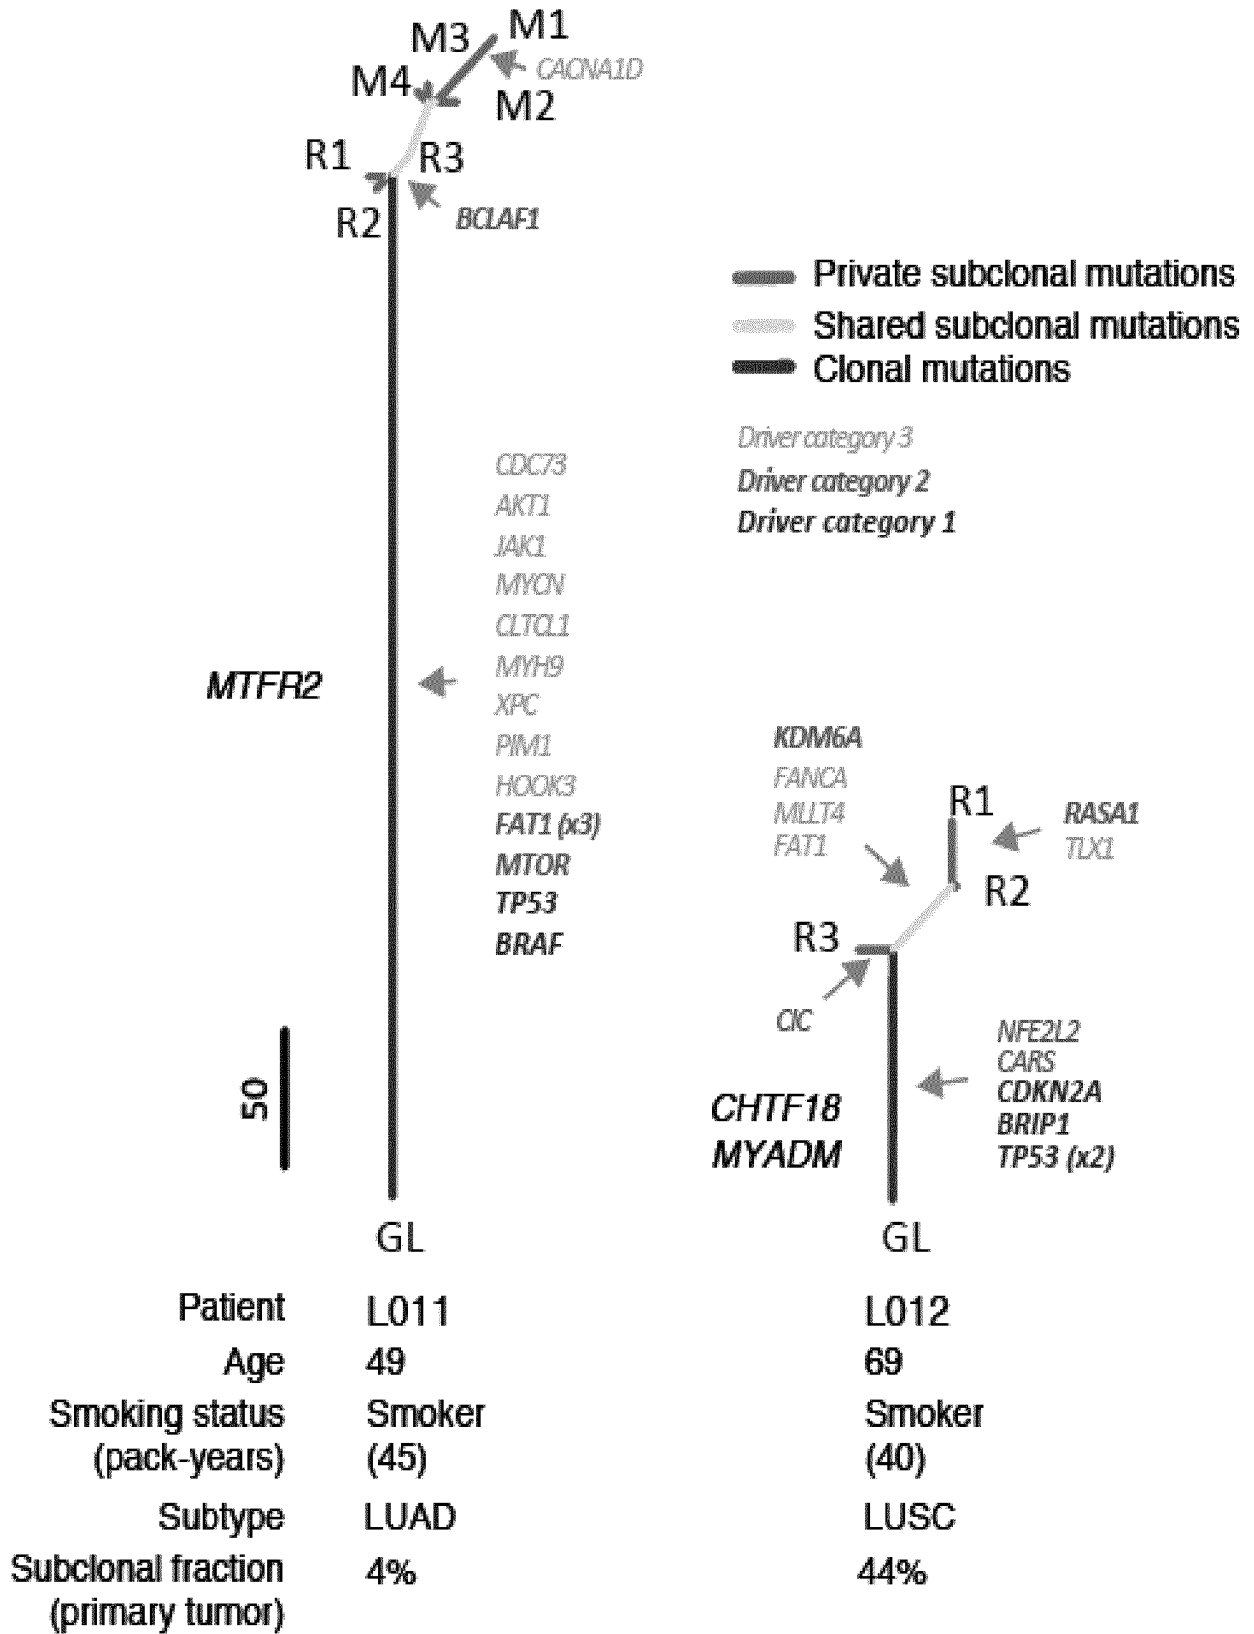 M1
M3
CACNA1D
M4
M2
R1
R3
R2
BCLAF1
Private subclonal mutations
Shared subclonal mutations
Clonal mutations
Driver category 3
Driver category 2
Driver category 1
CDC73
AKT1
JAK1
MYCN
CLTCL1
MYH9
MTFR2
XPC
PIM1
HOOK3
FAT1 (x3)
MTOR
TP53
BRAF
KDM6A
FANCA
MLLT4
FAT1
R1
RASA1
TLX1
R2
R3
CIC
NFE2L2
CARS
CDKN2A
BRIP1
TP53 (x2)
50
CHTF18
MYADM
GL GL
Patient L011 L012
Age 49 69
Smoking status Smoker Smoker
(pack-years) (45) (40)
Subtype LUAD LUSC
Subclonal fraction 4% 44%
(primary tumor)